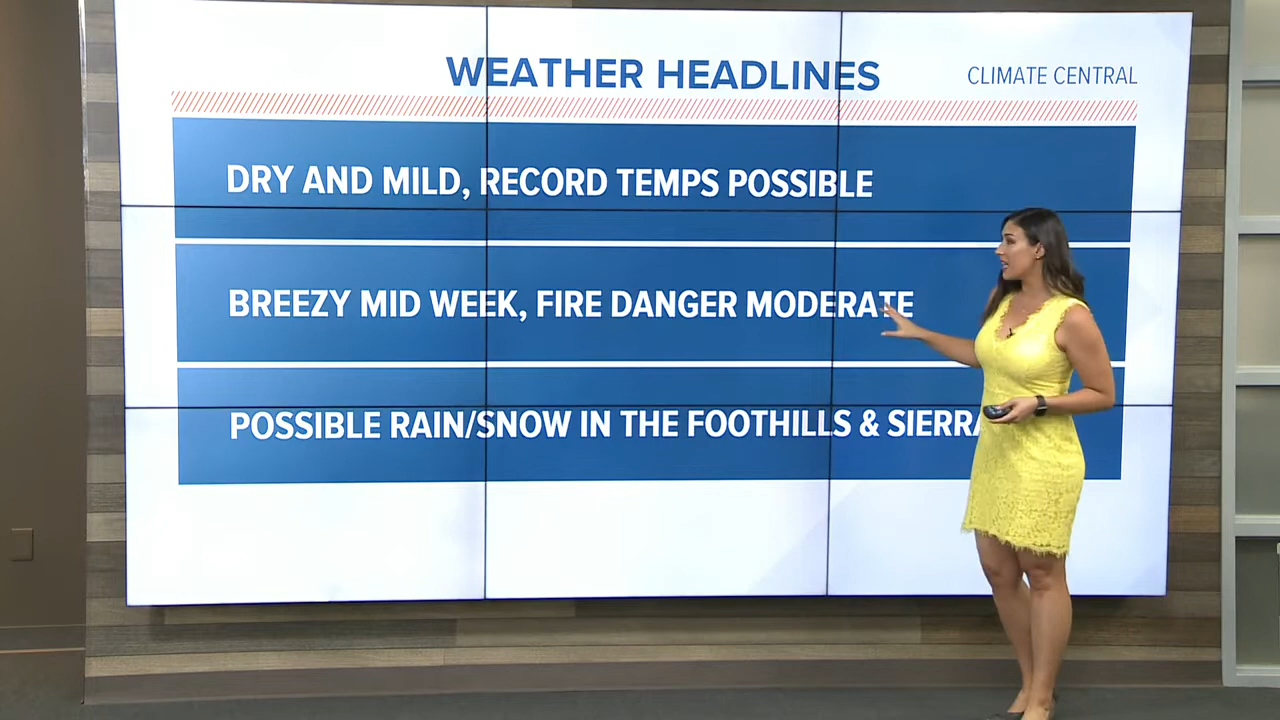 WEATHER HEADLINES
CLIMATE CENTRAL
DRY AND MILD, RECORD TEMPS POSSIBLE
BREEZY MID WEEK, FIRE DANGER MODERATE
POSSIBLE RAIN/SNOW IN THE FOOTHILLS & SIERRA